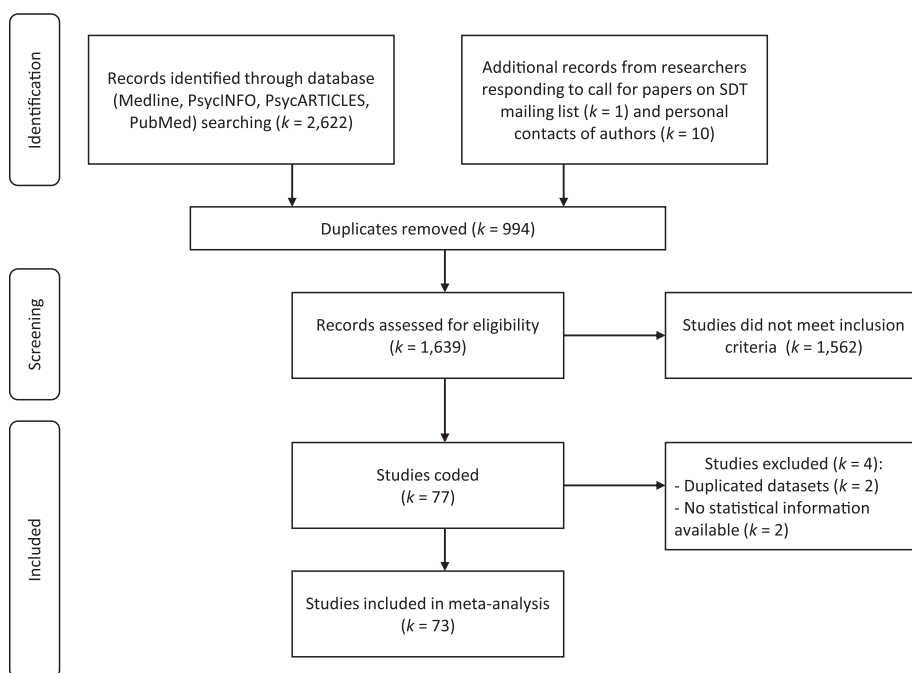 Identification
Records identified through database
(Medline, PsycINFO, PsycARTICLES,
PubMed) searching (k = 2,622)
Additional records from researchers
responding to call for papers on SDT
mailing list (k = 1) and personal
contacts of authors (k = 10)
Duplicates removed (k = 994)
Screening
Records assessed for eligibility
(k = 1,639)
Studies did not meet inclusion
criteria (k = 1,562)
Included
Studies coded
(k = 77)
Studies excluded (k = 4):
- Duplicated datasets (k = 2)
- No statistical information
available (k = 2)
Studies included in meta-analysis
(k = 73)